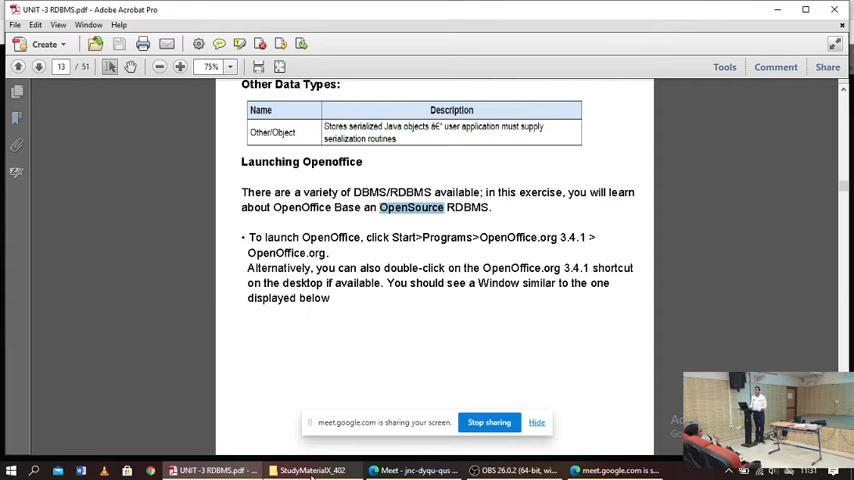 UNIT -3 RDBMS.pdf - Adobe Acrobat Pro
File Edit View Window Help
Create
13 / 51 75% Tools Comment Share
Other Data Types:
Name Description
Other/Object Stores serialized Java objects â€“ user application must supply
serialization routines
Launching Openoffice
There are a variety of DBMS/RDBMS available; in this exercise, you will learn
about OpenOffice Base an OpenSource RDBMS.
• To launch OpenOffice, click Start>Programs>OpenOffice.org 3.4.1 >
OpenOffice.org.
Alternatively, you can also double-click on the OpenOffice.org 3.4.1 shortcut
on the desktop if available. You should see a Window similar to the one
displayed below
meet.google.com is sharing your screen. Stop sharing Hide
UNIT -3 RDBMS.pdf - ... StudyMaterialX_402 Meet - jnc-dyqu-qus ... OBS 26.0.2 (64-bit, win... meet.google.com is s... ENG 11:31